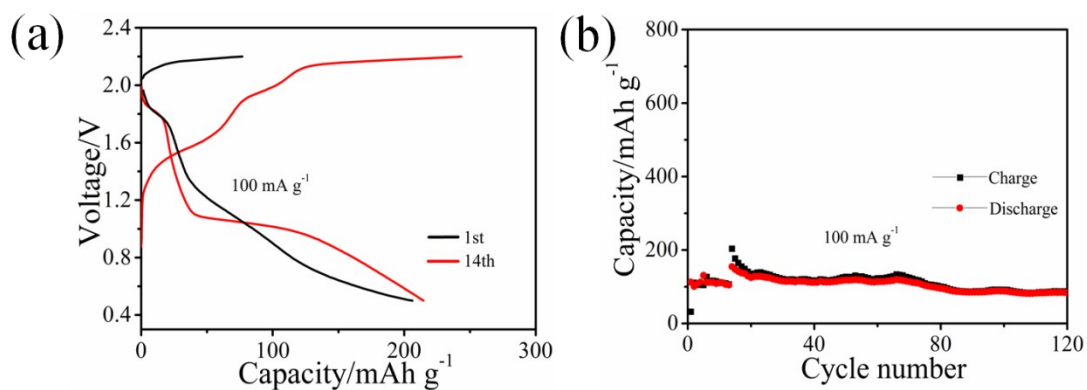 (a)
2.4
2.0
1.6
1.2
0.8
0.4
Voltage/V
100 mA g⁻¹
1st
14th
0
100
200
300
Capacity/mAh g⁻¹
(b)
800
600
400
200
0
Capacity/mAh g⁻¹
Charge
Discharge
100 mA g⁻¹
0
40
80
120
Cycle number